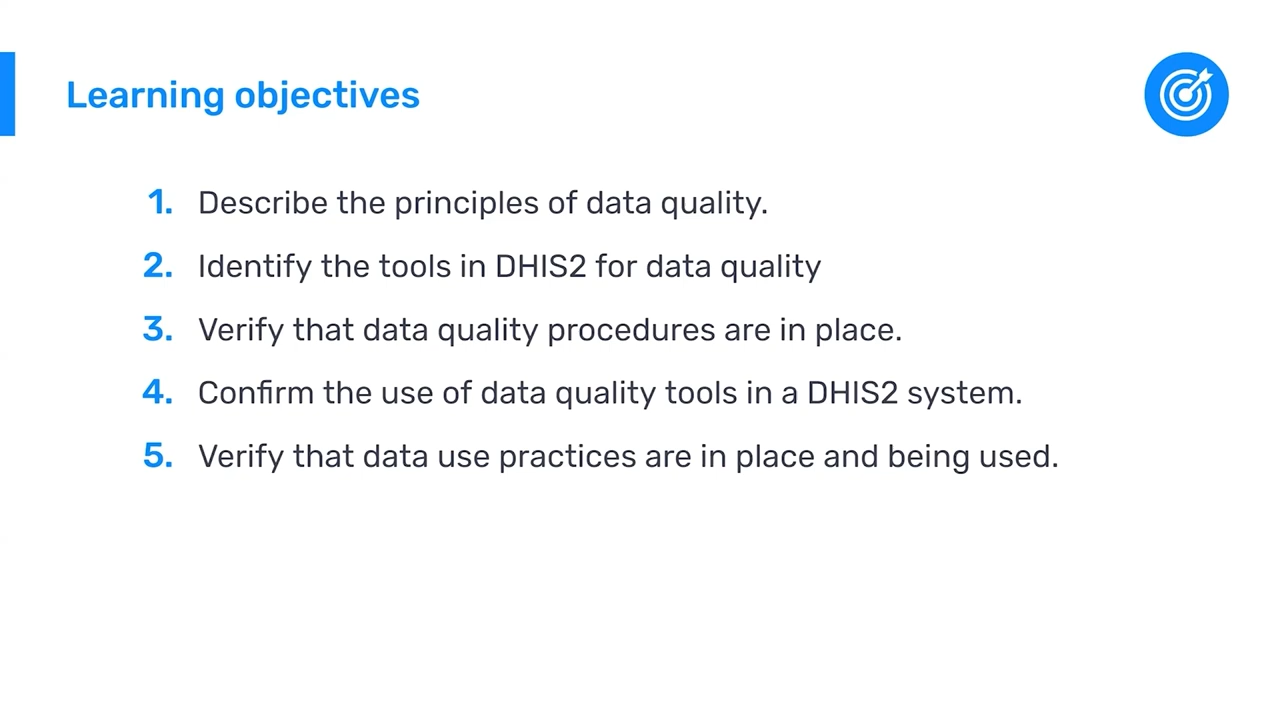 Learning objectives
1. Describe the principles of data quality.
2. Identify the tools in DHIS2 for data quality
3. Verify that data quality procedures are in place.
4. Confirm the use of data quality tools in a DHIS2 system.
5. Verify that data use practices are in place and being used.